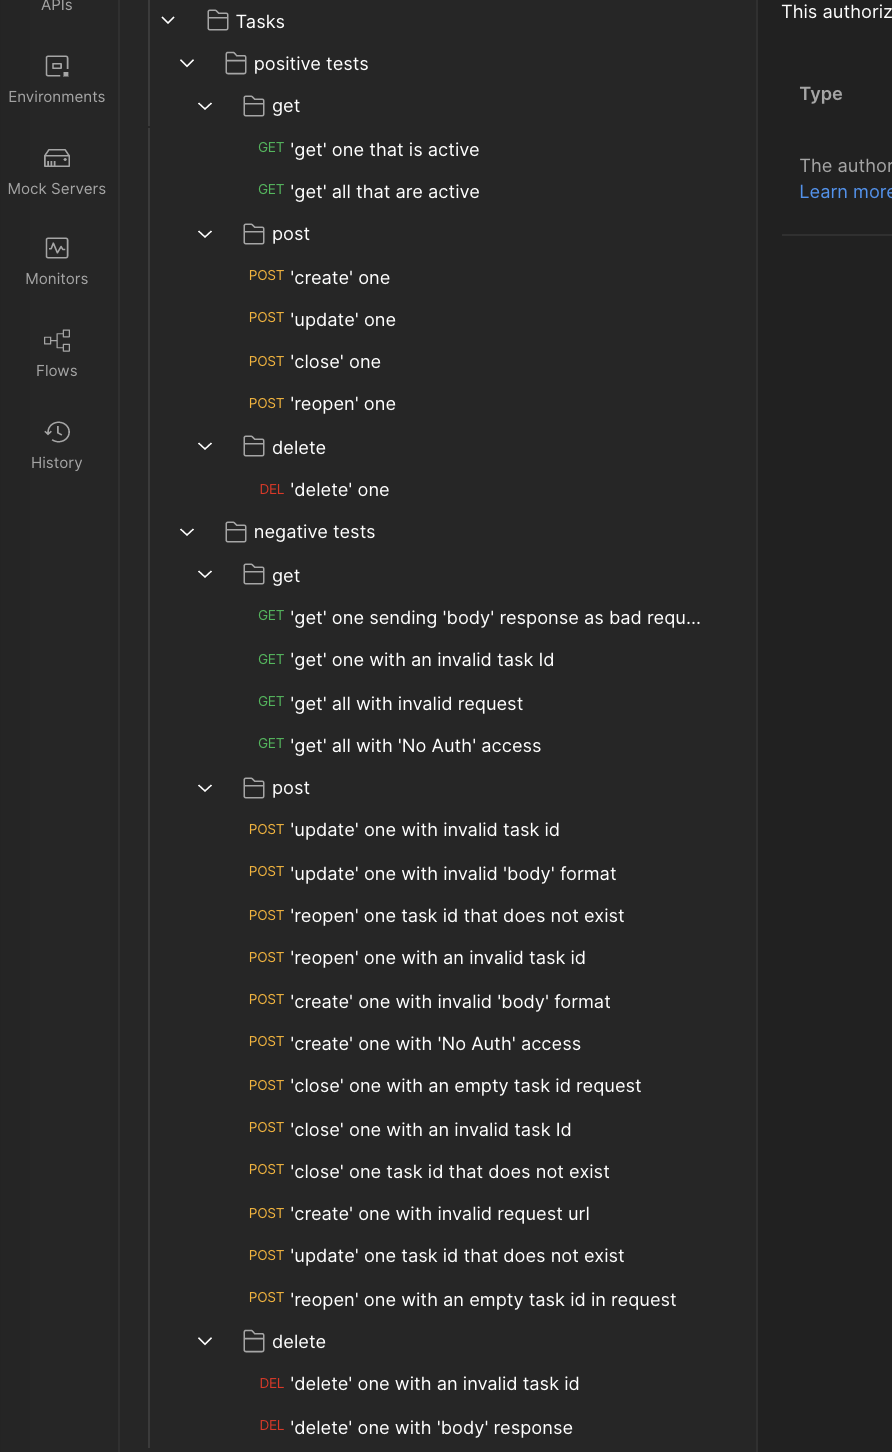 APIs
Environments
Mock Servers
Monitors
Flows
History
Tasks
positive tests
get
GET 'get' one that is active
GET 'get' all that are active
post
POST 'create' one
POST 'update' one
POST 'close' one
POST 'reopen' one
delete
DEL 'delete' one
negative tests
get
GET 'get' one sending 'body' response as bad requ...
GET 'get' one with an invalid task Id
GET 'get' all with invalid request
GET 'get' all with 'No Auth' access
post
POST 'update' one with invalid task id
POST 'update' one with invalid 'body' format
POST 'reopen' one task id that does not exist
POST 'reopen' one with an invalid task id
POST 'create' one with invalid 'body' format
POST 'create' one with 'No Auth' access
POST 'close' one with an empty task id request
POST 'close' one with an invalid task Id
POST 'close' one task id that does not exist
POST 'create' one with invalid request url
POST 'update' one task id that does not exist
POST 'reopen' one with an empty task id in request
delete
DEL 'delete' one with an invalid task id
DEL 'delete' one with 'body' response
This authoriz
Type
The author
Learn more